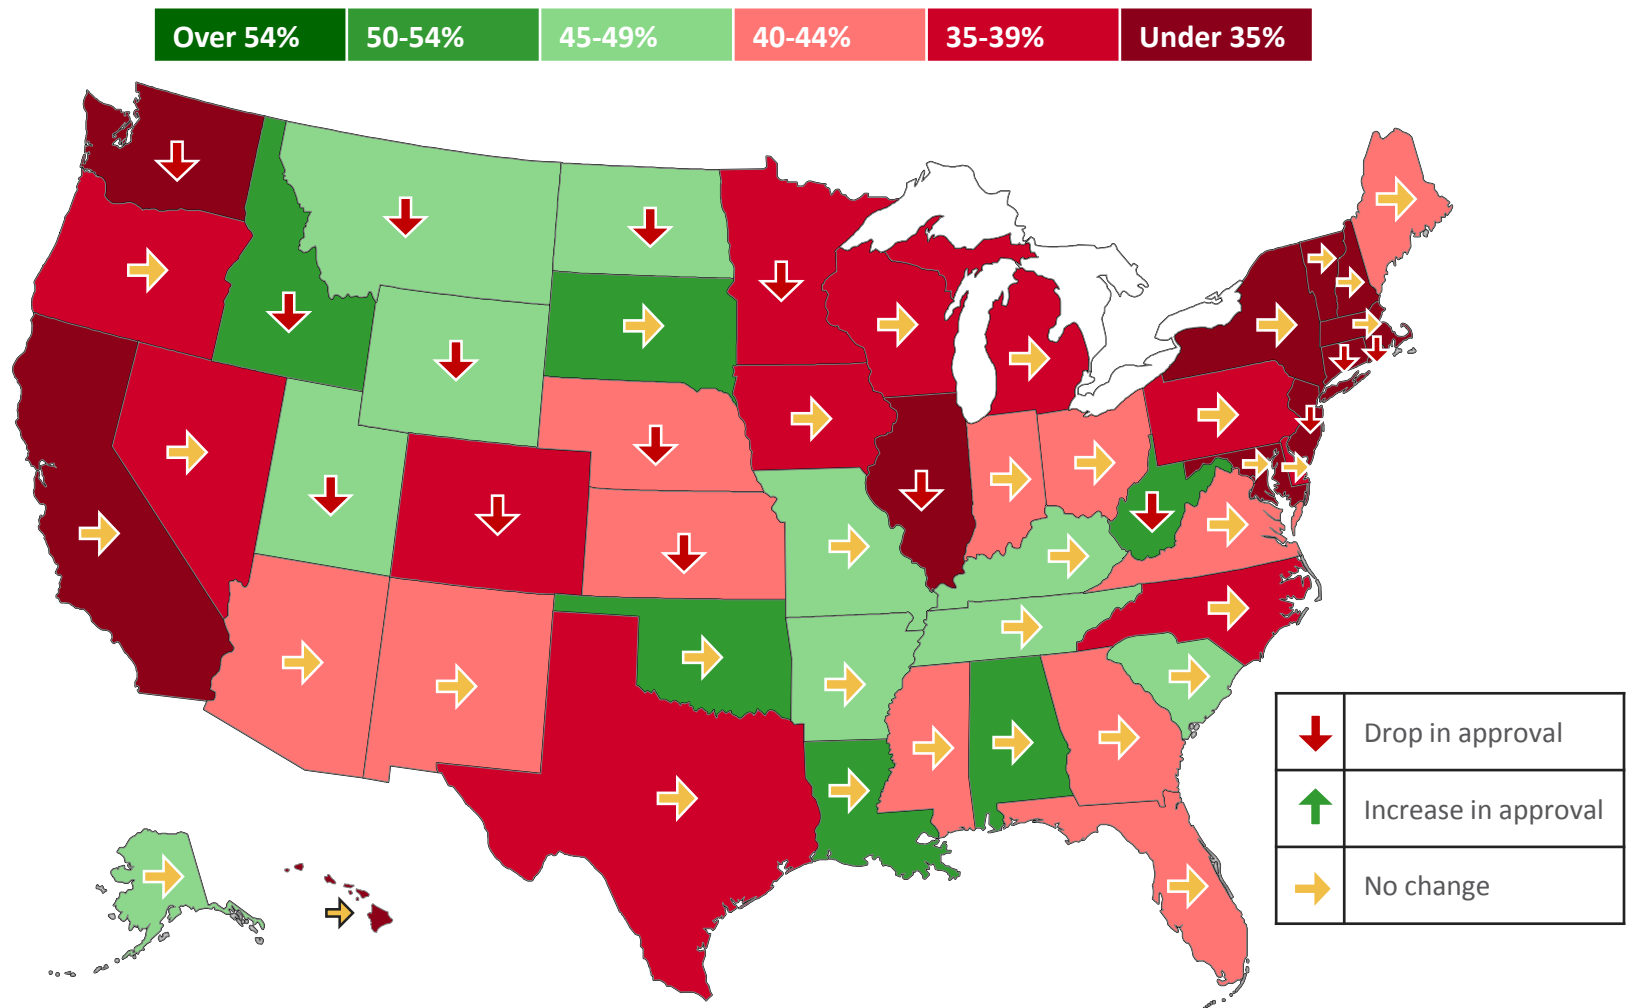 Over 54% 50-54% 45-49% 40-44% 35-39% Under 35%
Drop in approval
Increase in approval
No change